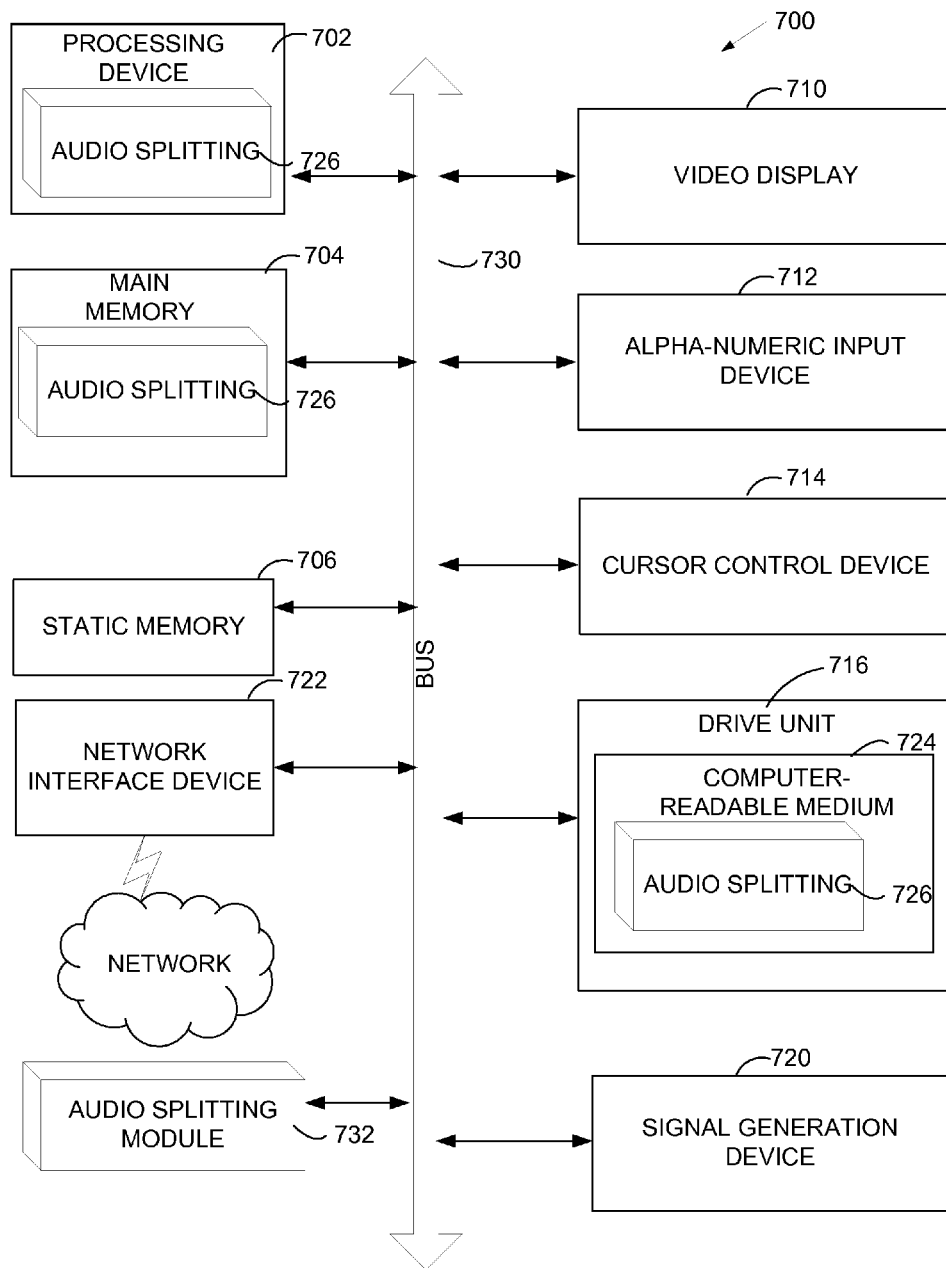 700
PROCESSING
DEVICE
702
AUDIO SPLITTING
726
710
VIDEO DISPLAY
730
MAIN
MEMORY
704
AUDIO SPLITTING
726
712
ALPHA-NUMERIC INPUT
DEVICE
714
CURSOR CONTROL DEVICE
706
STATIC MEMORY
BUS
722
NETWORK
INTERFACE DEVICE
716
DRIVE UNIT
724
COMPUTER-
READABLE MEDIUM
AUDIO SPLITTING
726
NETWORK
AUDIO SPLITTING
MODULE
732
720
SIGNAL GENERATION
DEVICE